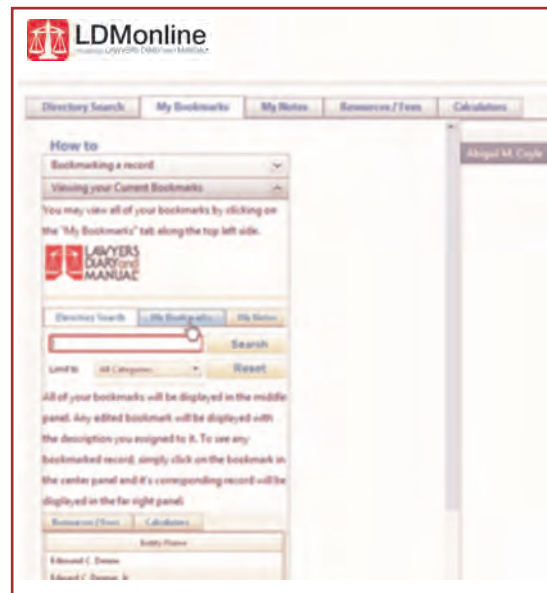 LDMonline
LAWYERS DIARY and MANUAL
Directory Search My Bookmarks My Notes Resources / Fees Calculators
How to
Bookmarking a record
Viewing your Current Bookmarks
You may view all of your bookmarks by clicking on
the "My Bookmarks" tab along the top left side.
LAWYERS
DIARY and
MANUAL
Directory Search My Bookmarks My Notes
Search
Limit to All Categories Reset
All of your bookmarks will be displayed in the middle
panel. Any edited bookmark will be displayed with
the description you assigned to it. To see any
bookmarked record, simply click on the bookmark in
the center panel and it's corresponding record will be
displayed in the far right panel.
Resources / Fees Calculators
Entity Name
Abigail M. Coyle